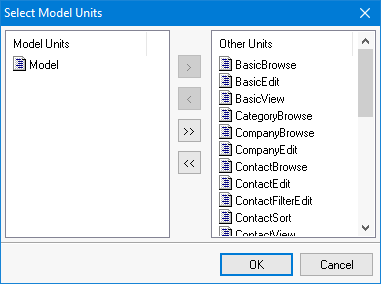 Select Model Units
Model Units
Model
>
<
>>
<<
Other Units
BasicBrowse
BasicEdit
BasicView
CategoryBrowse
CompanyBrowse
CompanyEdit
ContactBrowse
ContactEdit
ContactFilterEdit
ContactSort
ContactView
OK
Cancel